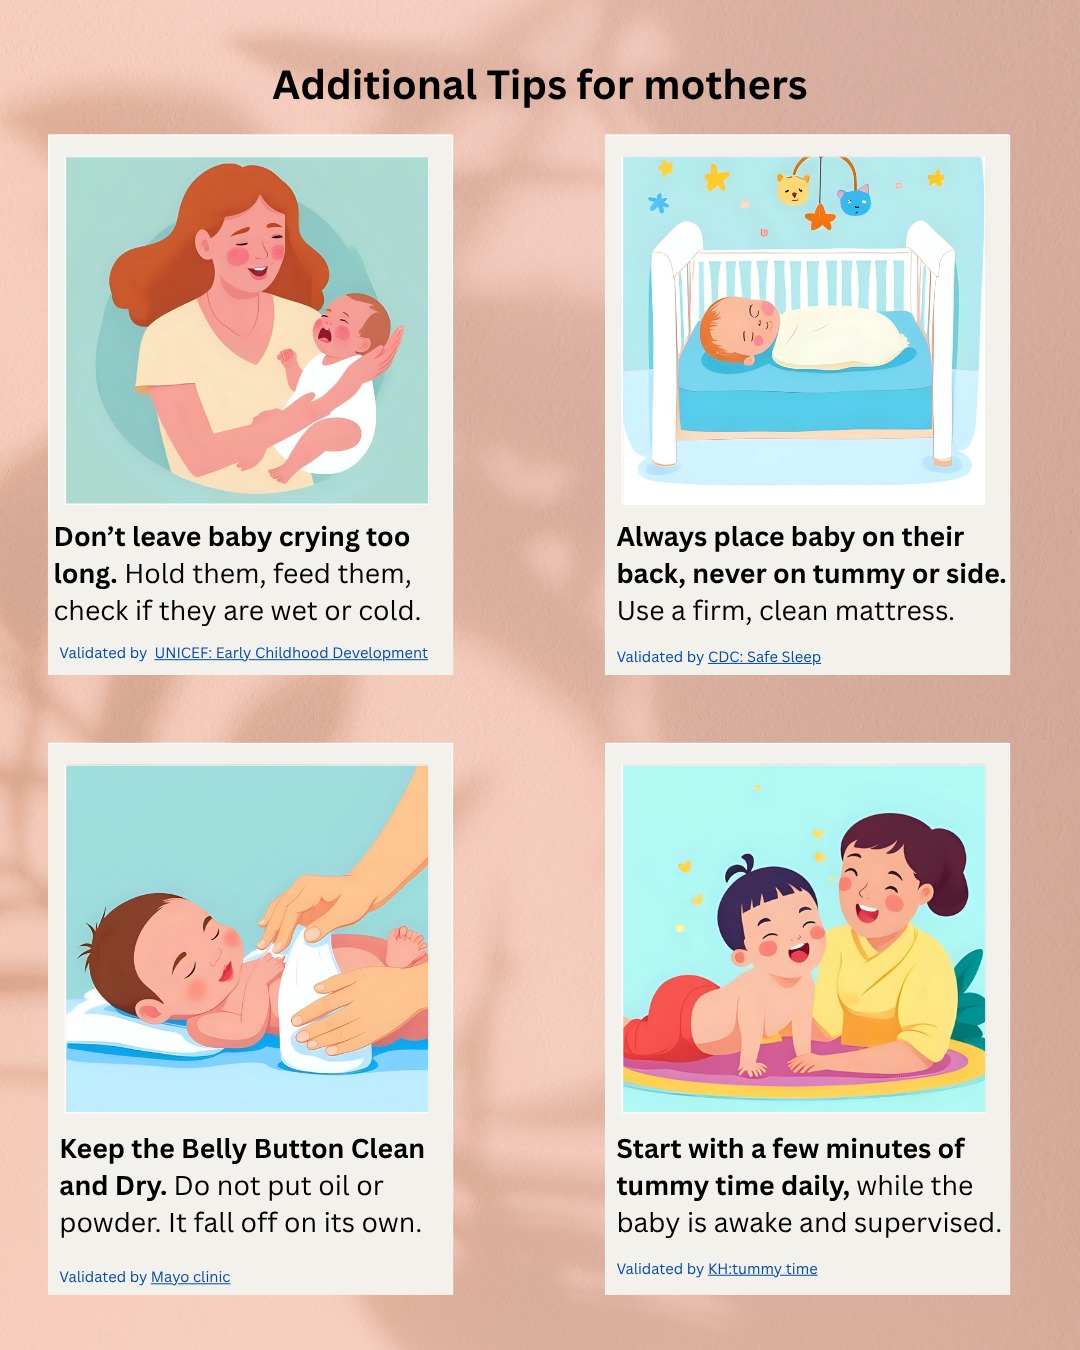 Additional Tips for mothers
Don’t leave baby crying too
long. Hold them, feed them,
check if they are wet or cold.
Validated by UNICEF: Early Childhood Development
Always place baby on their
back, never on tummy or side.
Use a firm, clean mattress.
Validated by CDC: Safe Sleep
Keep the Belly Button Clean
and Dry. Do not put oil or
powder. It fall off on its own.
Validated by Mayo clinic
Start with a few minutes of
tummy time daily, while the
baby is awake and supervised.
Validated by KH:tummy time